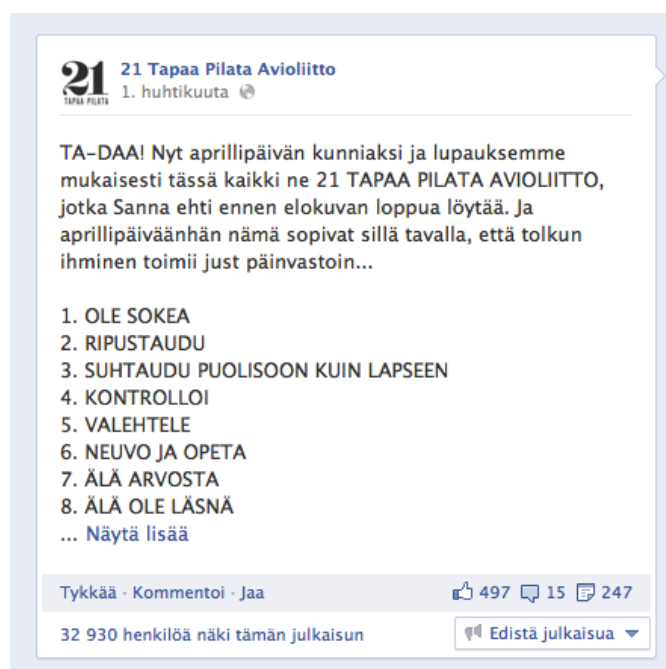 21
TAPAA PILATA
21 Tapaa Pilata Avioliitto
1. huhtikuuta
TA-DAA! Nyt aprillipäivän kunniaksi ja lupauksemme
mukaisesti tässä kaikki ne 21 TAPAA PILATA AVIOLIITTO,
jotka Sanna ehti ennen elokuvan loppua löytää. Ja
aprillipäiväänhän nämä sopivat sillä tavalla, että tolkun
ihminen toimii just päinvastoin...
1. OLE SOKEA
2. RIPUSTAUDU
3. SUHTAUDU PUOLISOON KUIN LAPSEEN
4. KONTROLLOI
5. VALEHTELE
6. NEUVO JA OPETA
7. ÄLÄ ARVOSTA
8. ÄLÄ OLE LÄSNÄ
... Näytä lisää
Tykkää · Kommentoi · Jaa 497 15 247
32 930 henkilöä näki tämän julkaisun Edistä julkaisua